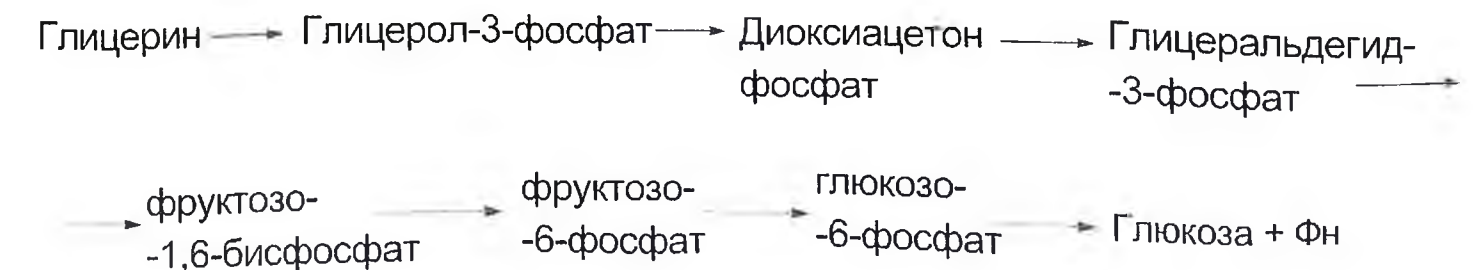 Глицерин → Глицерол-3-фосфат → Диоксиацетон → Глицеральдегид-
фосфат -3-фосфат →
→ фруктозо- → фруктозо- → глюкозо-
-1,6-бисфосфат -6-фосфат -6-фосфат → Глюкоза + Фн